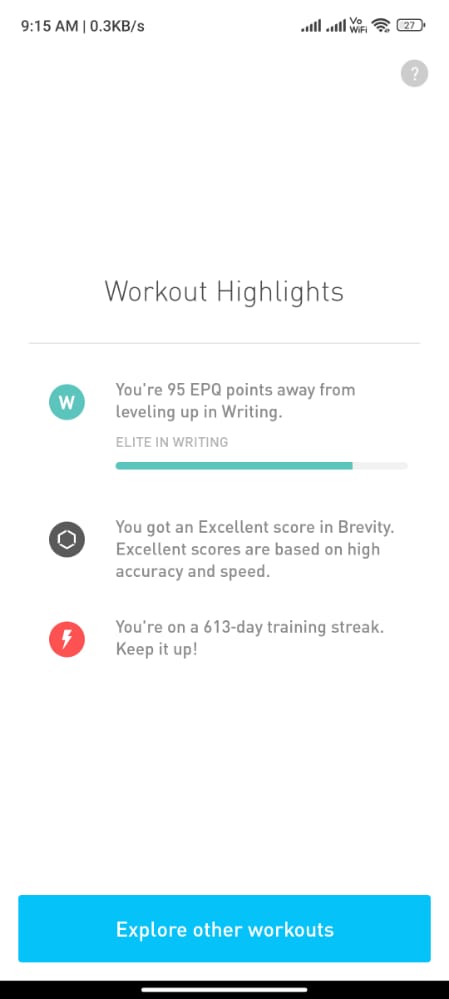 9:15 AM | 0.3KB/s
Vo
WiFi
27
?
Workout Highlights
W
You're 95 EPQ points away from
leveling up in Writing.
ELITE IN WRITING
You got an Excellent score in Brevity.
Excellent scores are based on high
accuracy and speed.
You're on a 613-day training streak.
Keep it up!
Explore other workouts